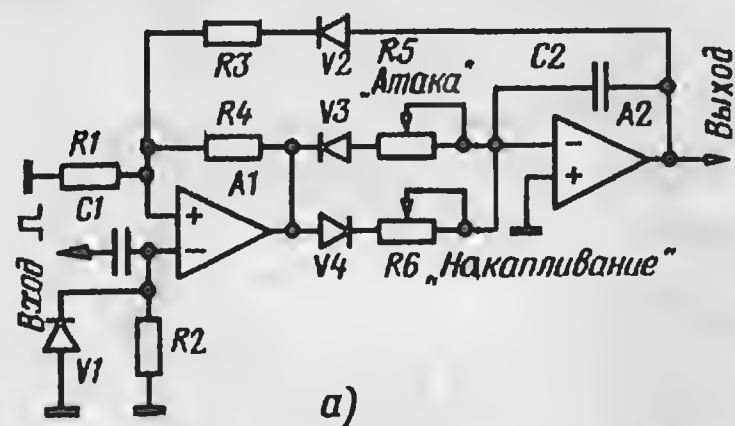 R3
V2
R5
„Атака“
C2
A2
Выход
R1
R4
V3
C1
A1
+
−
−
+
V4
R6 „Накапливание“
Вход
V1
R2
а)